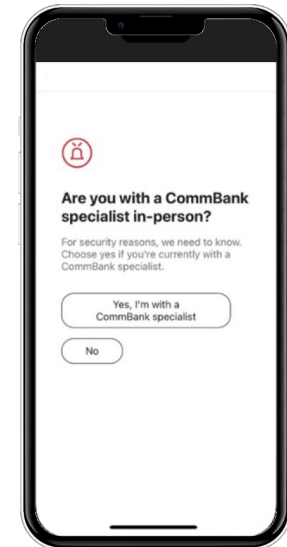 Are you with a CommBank
specialist in-person?
For security reasons, we need to know.
Choose yes if you're currently with a
CommBank specialist.
Yes, I'm with a
CommBank specialist
No